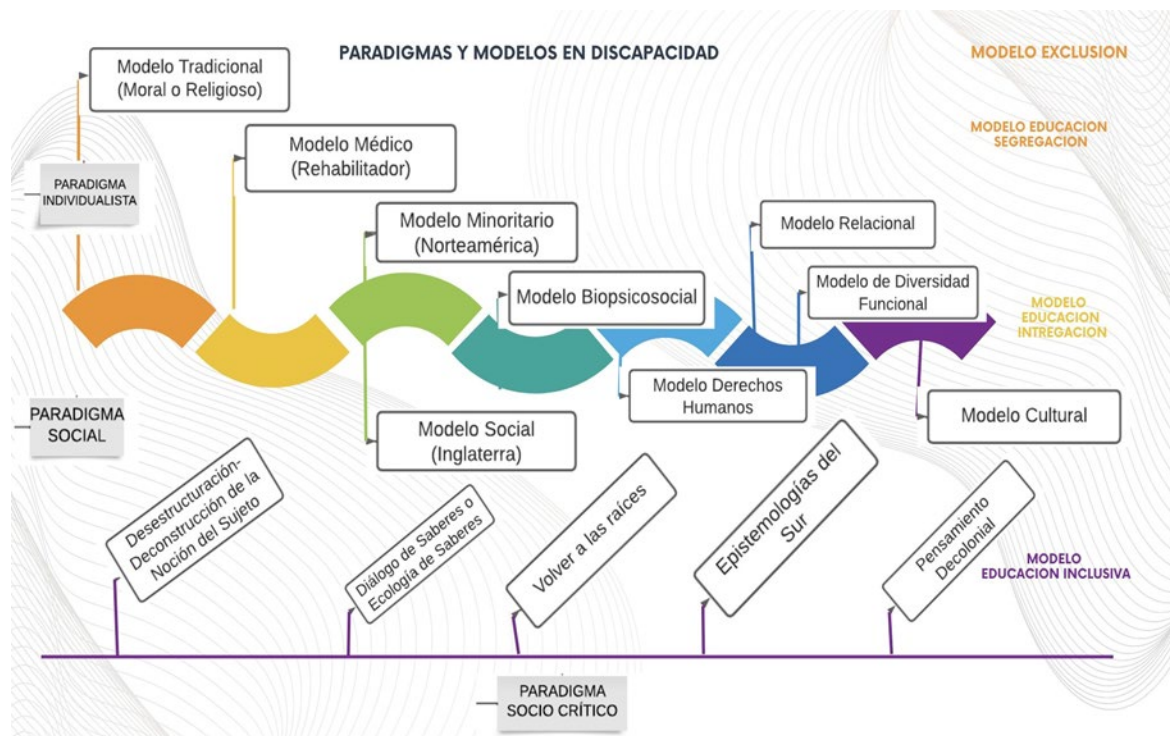 PARADIGMAS Y MODELOS EN DISCAPACIDAD
MODELO EXCLUSION
Modelo Tradicional
(Moral o Religioso)
MODELO EDUCACION
SEGREGACION
Modelo Médico
(Rehabilitador)
PARADIGMA
INDIVIDUALISTA
Modelo Minoritario
(Norteamérica)
Modelo Relacional
Modelo Biopsicosocial
Modelo de Diversidad
Funcional
MODELO
EDUCACION
INTREGACION
Modelo Derechos
Humanos
PARADIGMA
SOCIAL
Modelo Social
(Inglaterra)
Modelo Cultural
Desestructuración-
Deconstrucción de la
Noción del Sujeto
Diálogo de Saberes o
Ecología de Saberes
Volver a las raíces
Epistemologías del
Sur
Pensamiento
Decolonial
MODELO
EDUCACION INCLUSIVA
PARADIGMA
SOCIO CRÍTICO